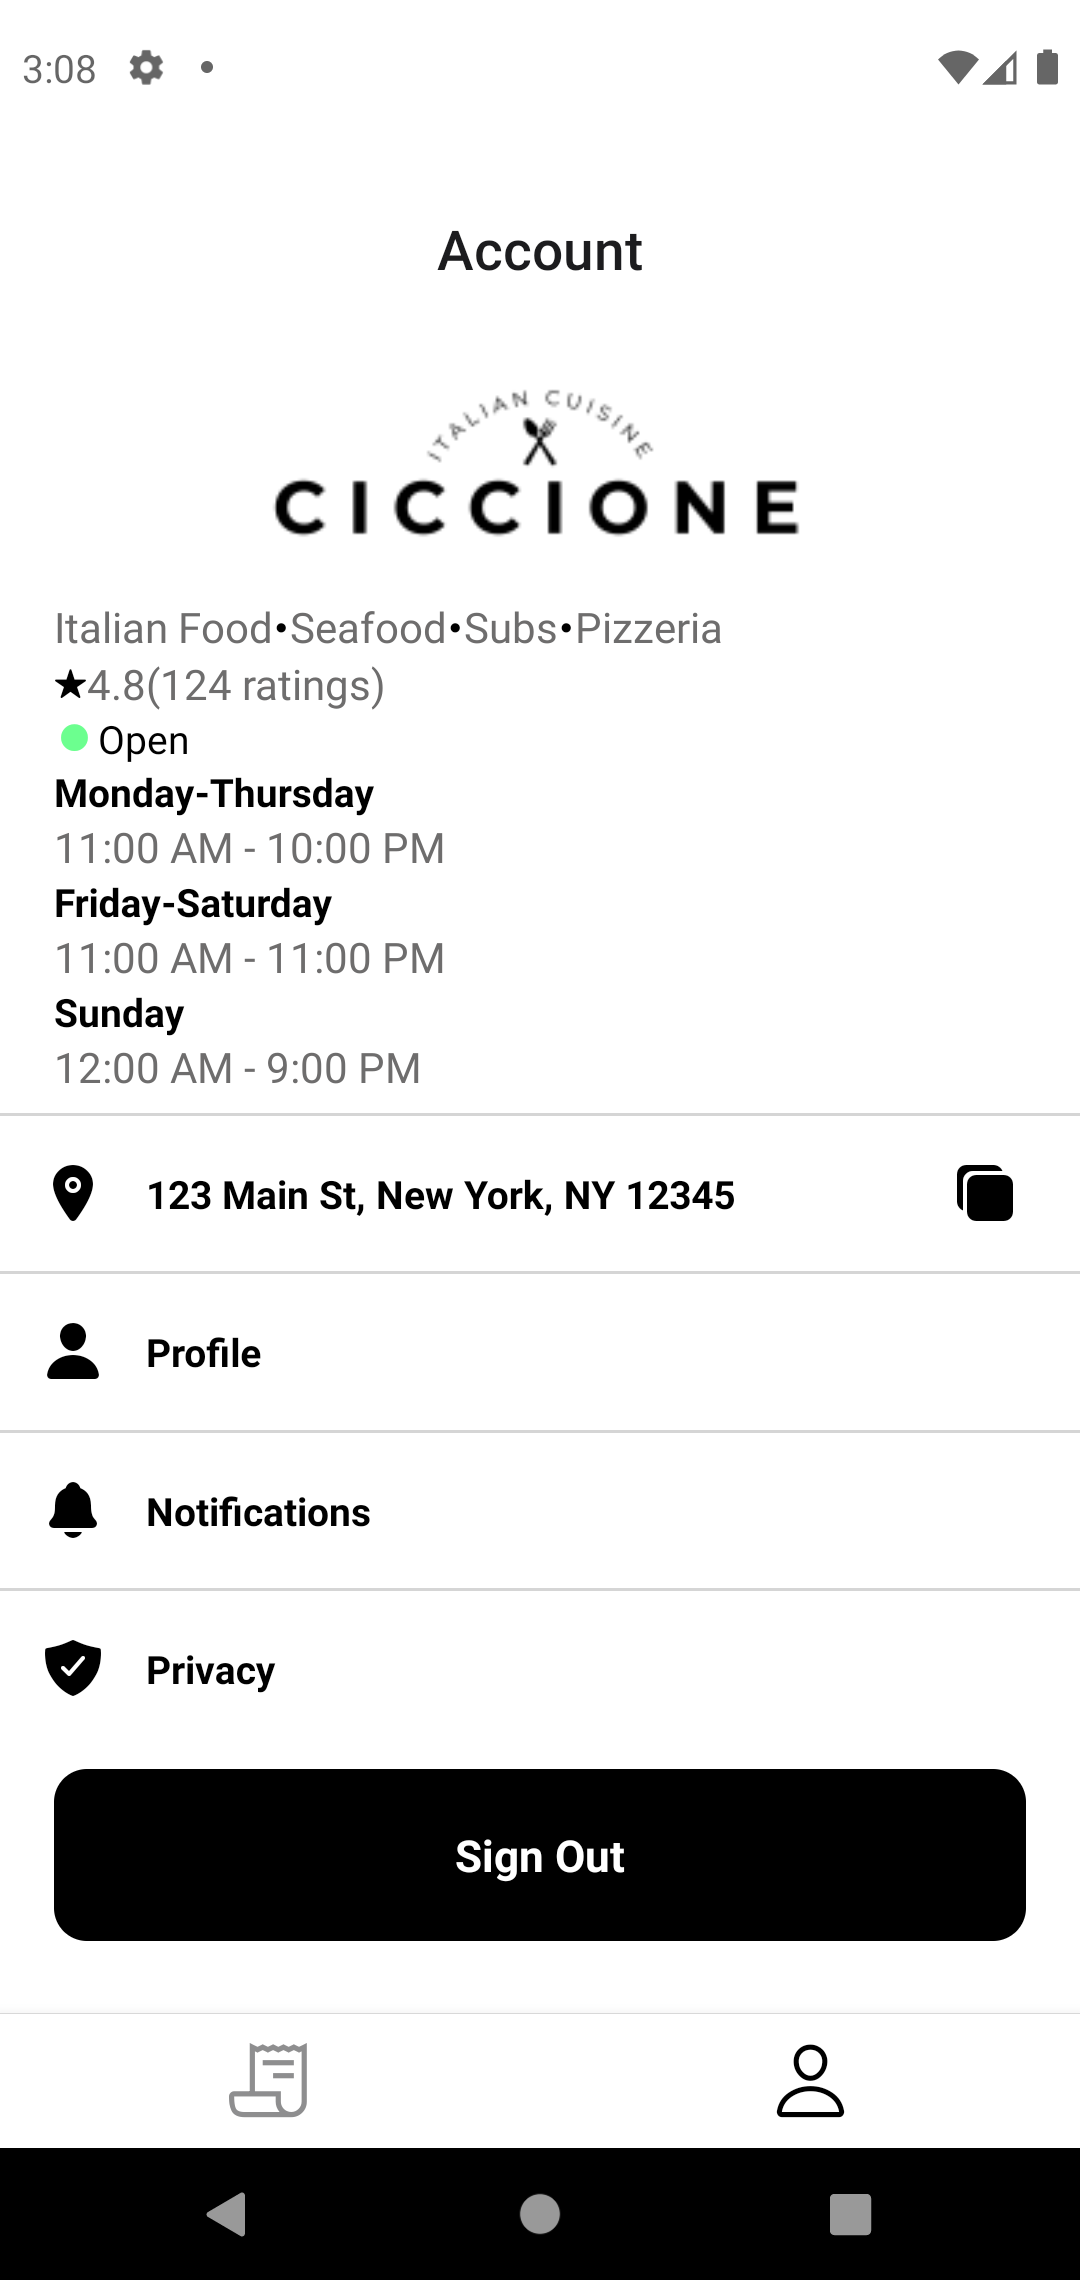 3:08
Account
ITALIAN CUISINE
CICCIONE
Italian Food•Seafood•Subs•Pizzeria
★4.8(124 ratings)
Open
Monday-Thursday
11:00 AM - 10:00 PM
Friday-Saturday
11:00 AM - 11:00 PM
Sunday
12:00 AM - 9:00 PM
123 Main St, New York, NY 12345
Profile
Notifications
Privacy
Sign Out